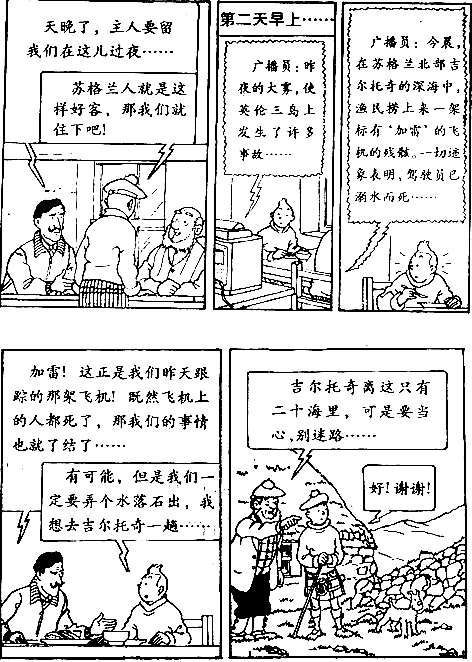 天晚了，主人要留
我们在这儿过夜……
苏格兰人就是这
样好客，那我们就
住下吧！
第二天早上……
广播员：昨
夜的大雾，使
英伦三岛上
发生了许多
事故……
广播员：今晨，
在苏格兰北部吉
尔托奇的深海中，
渔民捞上来一架
标有‘加雷’的飞
机的残骸。一切迹
象表明，驾驶员已
溺水而死……
加雷！这正是我们昨天跟
踪的那架飞机！既然飞机上
的人都死了，那我们的事情
也就了结了……
有可能，但是我们一
定要弄个水落石出，我
想去吉尔托奇一趟……
吉尔托奇离这只有
二十海里，可是要当
心，别迷路……
好！谢谢！